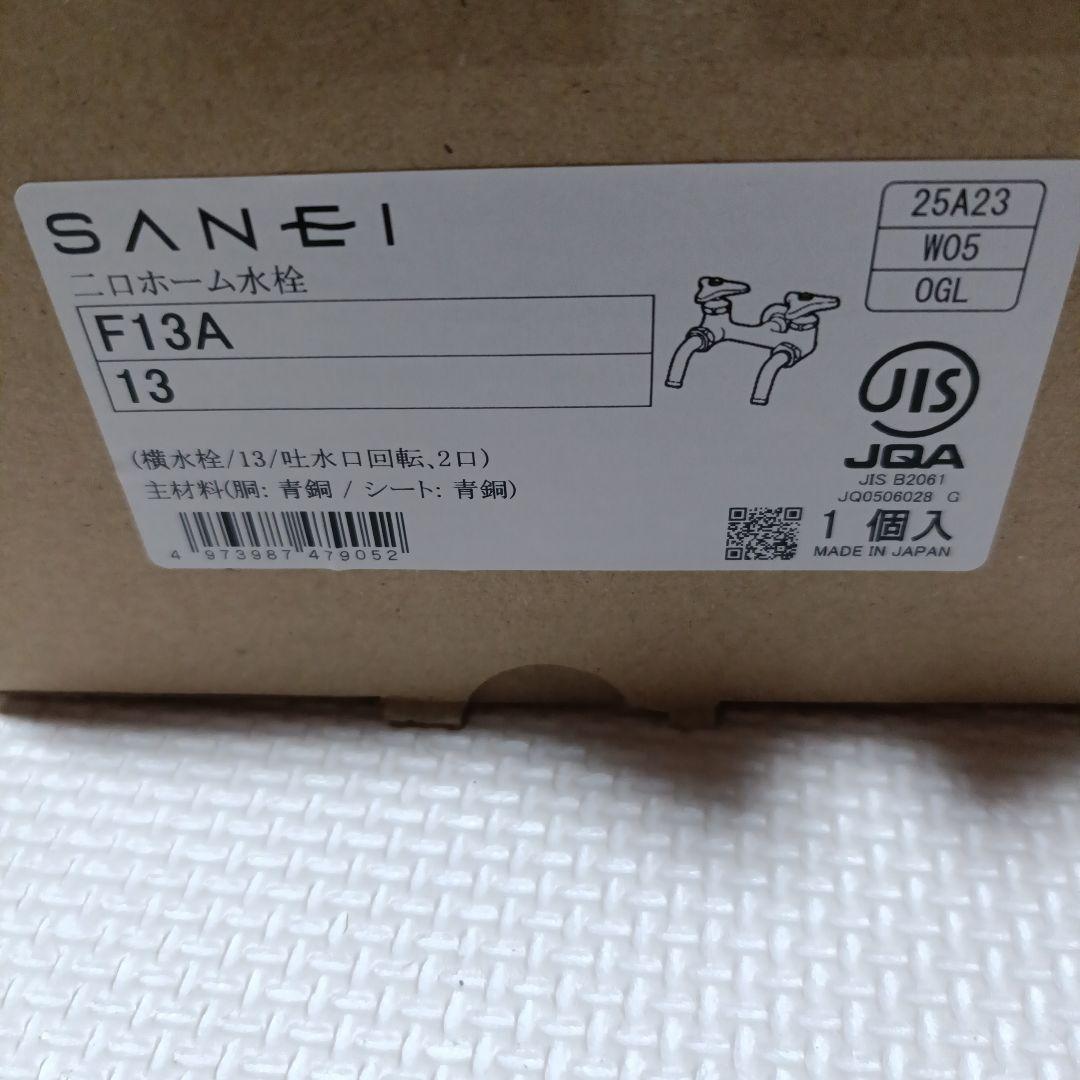 SANEI
二口ホーム水栓
F13A
13
(横水栓/13/吐水口回転、2口)
主材料(胴: 青銅 / シート: 青銅)
4 973987 479052
25A23
W05
OGL
JIS
JQA
JIS B2061
JQ0506028 G
1 個入
MADE IN JAPAN